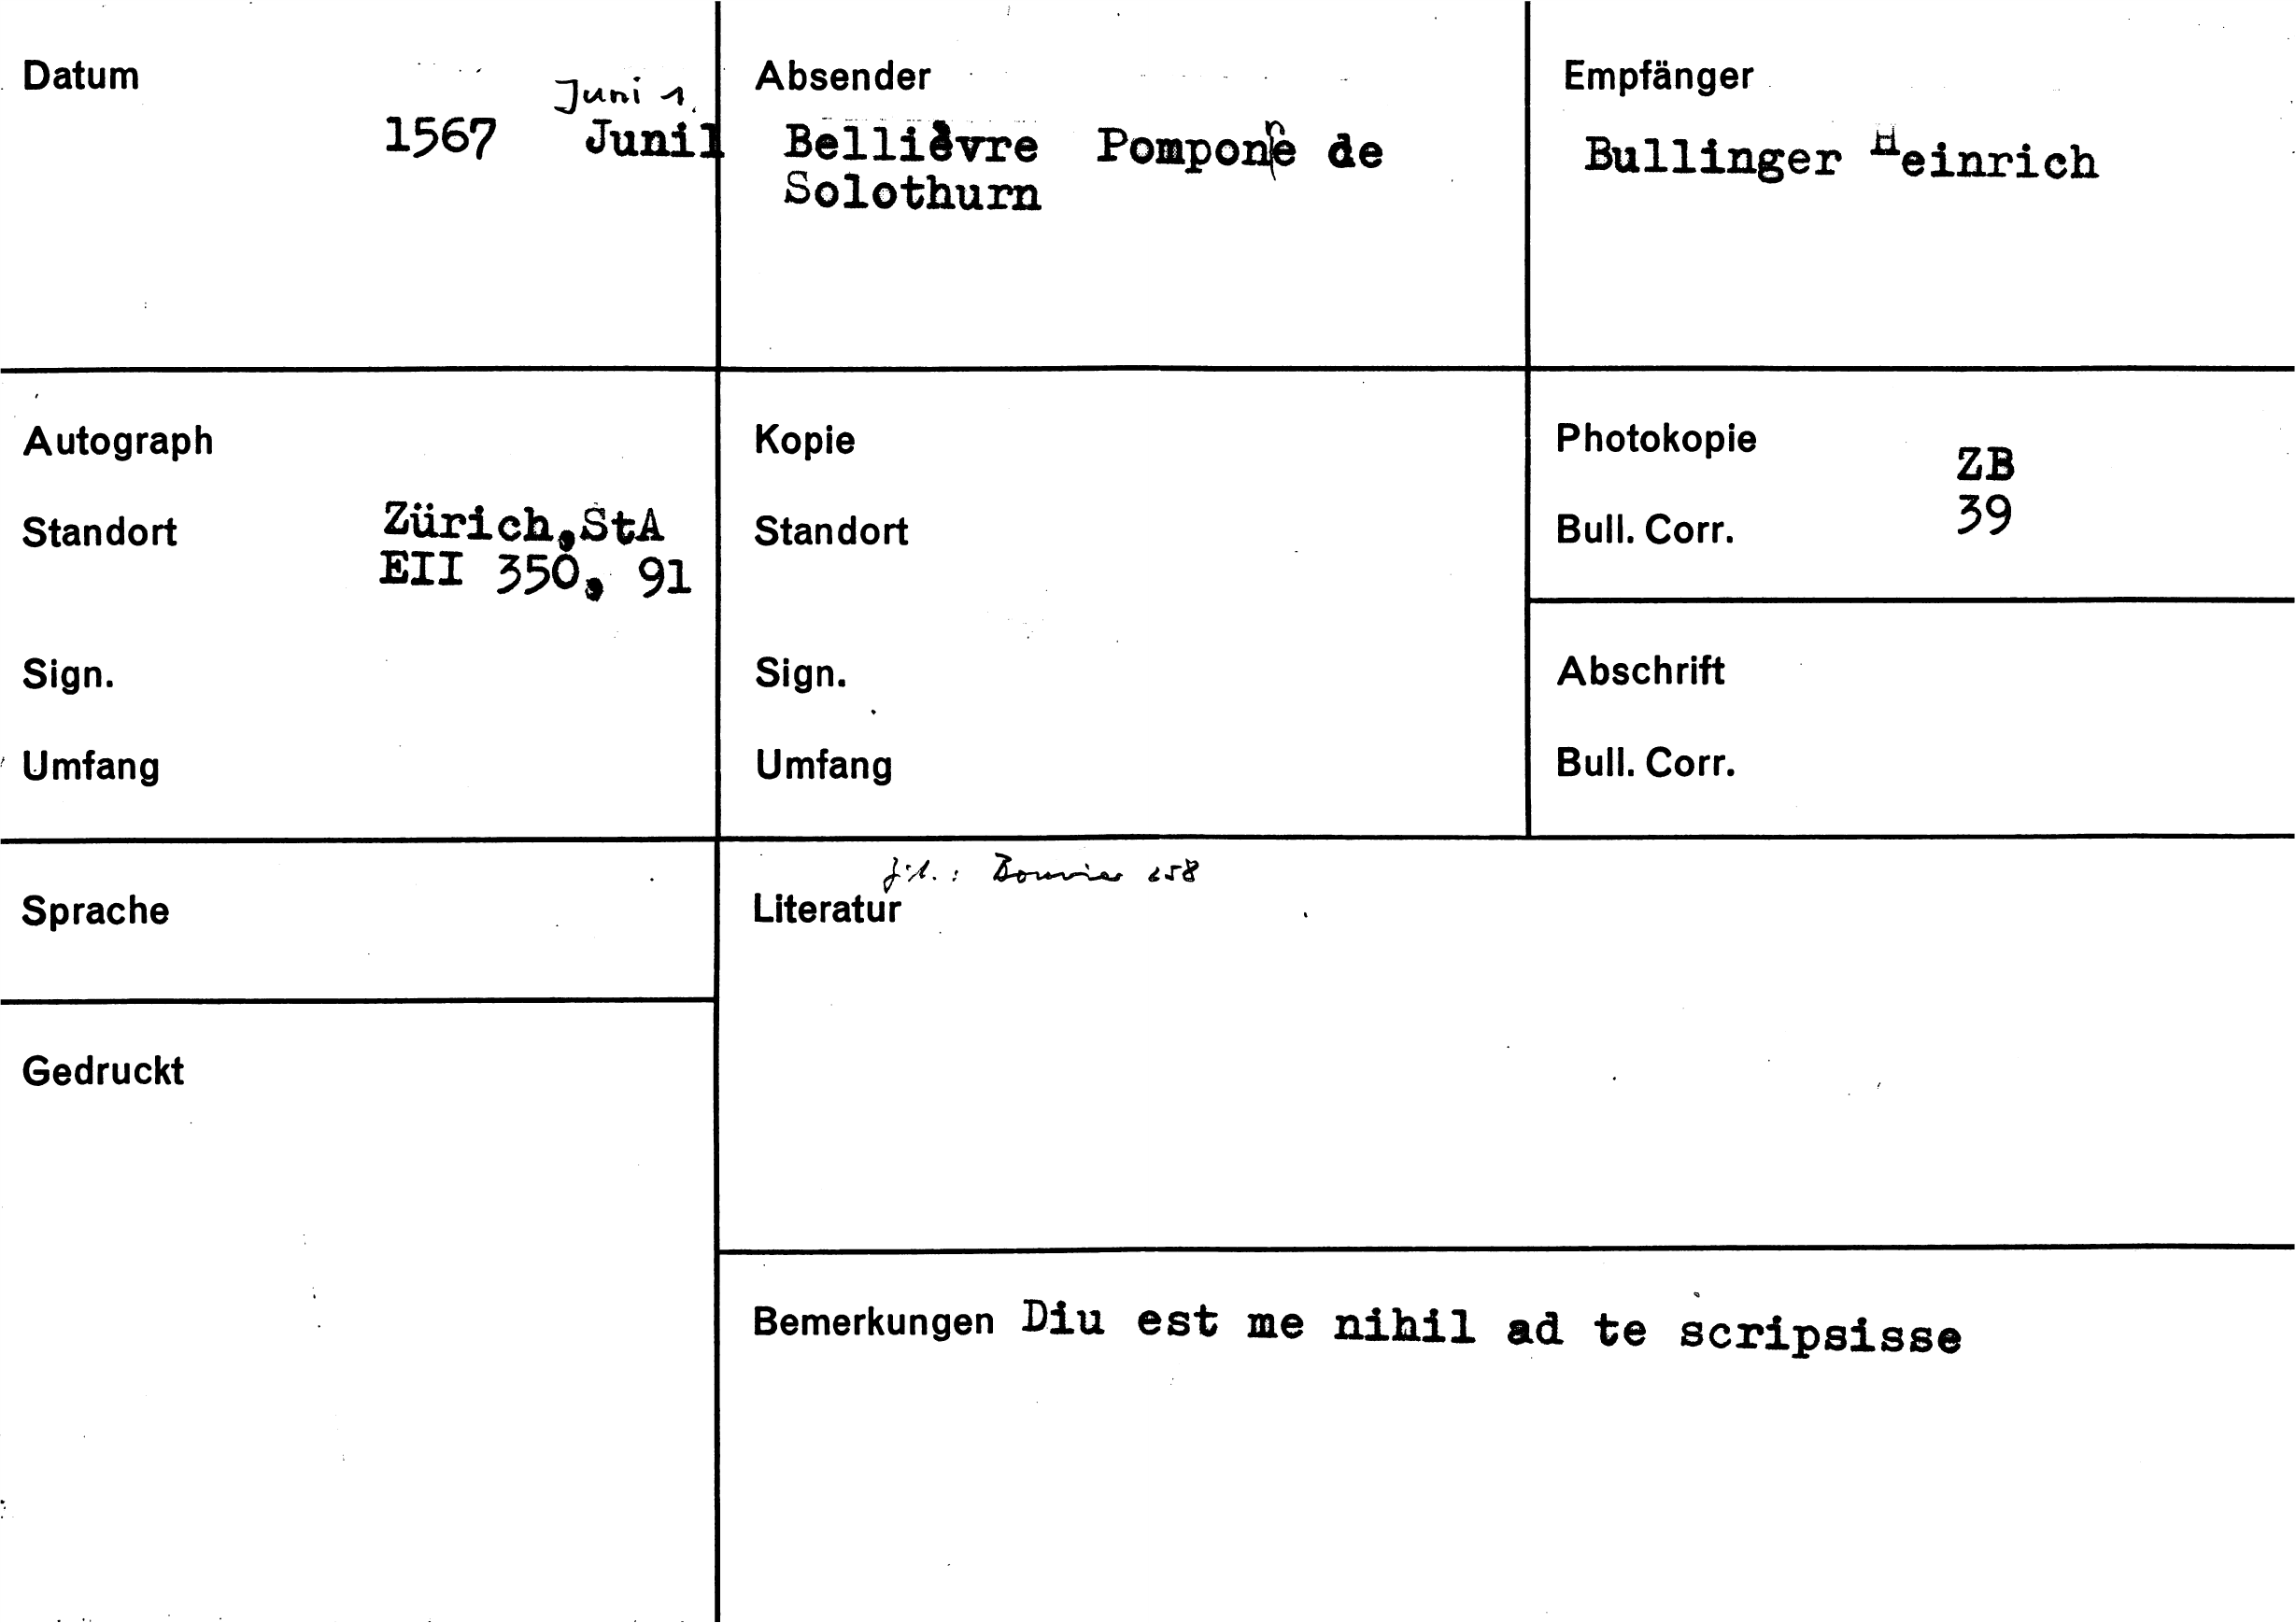 Datum
Juni 1.
1567 Juni1
Absender
Bellièvre Pompone de
Solothurn
Empfänger
Bullinger Heinrich
Autograph
Standort Zürich,StA
EII 350, 91
Sign.
Umfang
Kopie
Standort
Sign.
Umfang
Photokopie ZB
Bull. Corr. 39
Abschrift
Bull. Corr.
Sprache
Gedruckt
Bouvier 258
Literatur
Bemerkungen Diu est me nihil ad te scripsisse